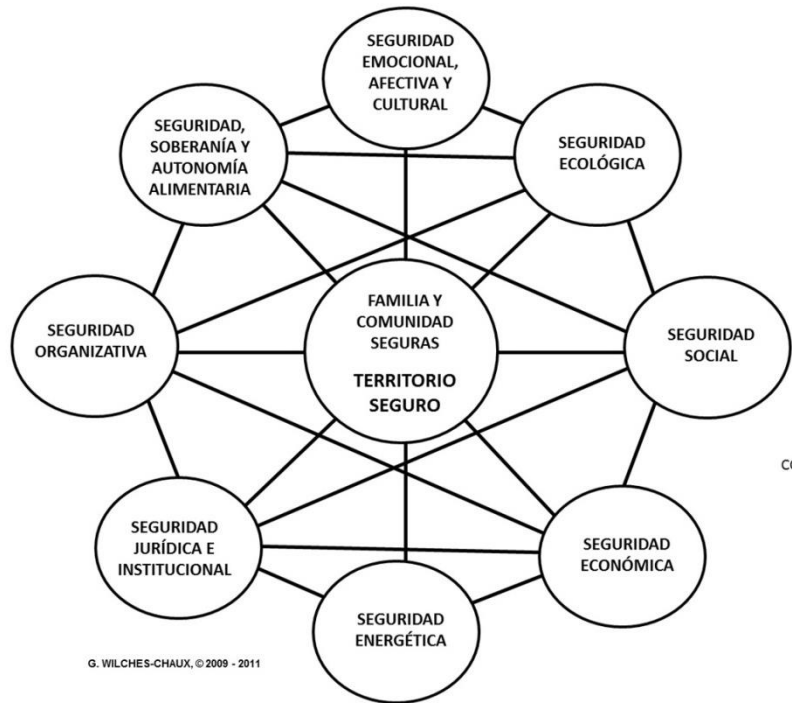 SEGURIDAD
EMOCIONAL,
AFECTIVA Y
CULTURAL
SEGURIDAD,
SOBERANÍA Y
AUTONOMÍA
ALIMENTARIA
SEGURIDAD
ECOLÓGICA
FAMILIA Y
COMUNIDAD
SEGURAS
TERRITORIO
SEGURO
SEGURIDAD
ORGANIZATIVA
SEGURIDAD
SOCIAL
SEGURIDAD
JURÍDICA E
INSTITUCIONAL
SEGURIDAD
ECONÓMICA
SEGURIDAD
ENERGÉTICA
G. WILCHES-CHAUX, © 2009 - 2011